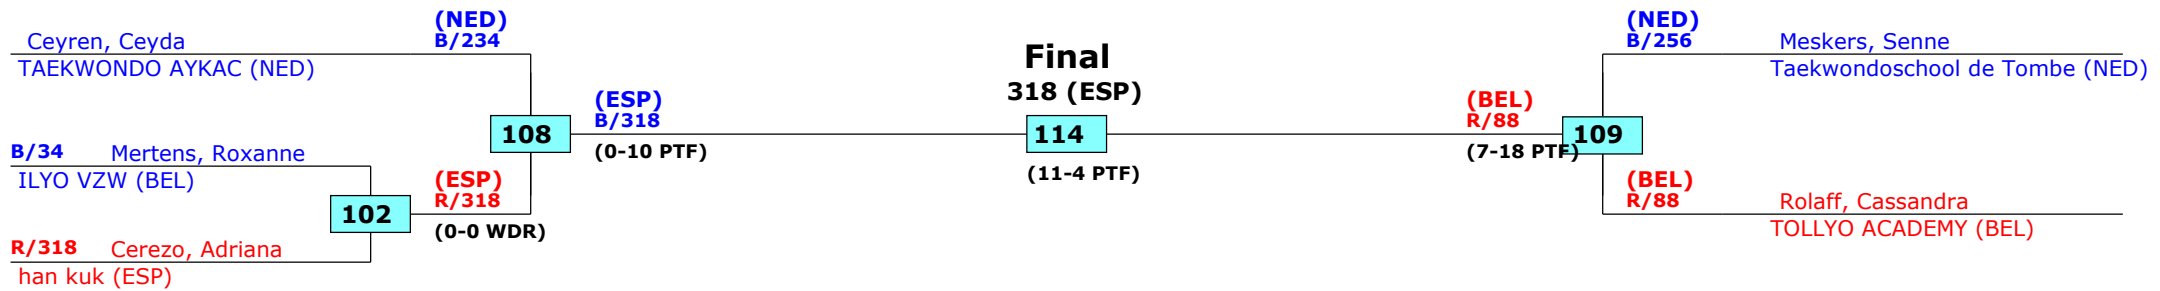 (NED)
B/234
Ceyren, Ceyda
TAEKWONDO AYKAC (NED)
B/34 Mertens, Roxanne
ILYO VZW (BEL)
R/318 Cerezo, Adriana
han kuk (ESP)
102
(ESP)
R/318
(0-0 WDR)
108
(ESP)
B/318
(0-10 PTF)
Final
318 (ESP)
114
(11-4 PTF)
(BEL)
R/88
(7-18 PTF)
109
(NED)
B/256
Meskers, Senne
Taekwondoschool de Tombe (NED)
(BEL)
R/88
Rolaff, Cassandra
TOLLYO ACADEMY (BEL)